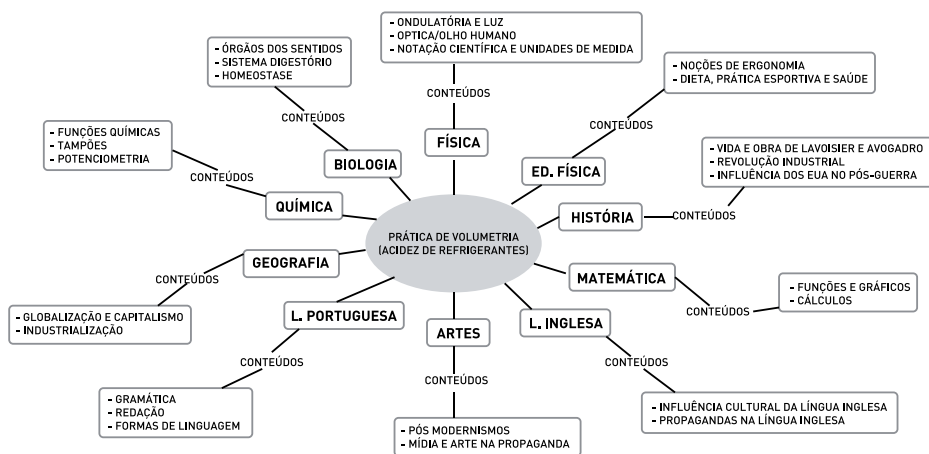 - ONDULATÓRIA E LUZ
- OPTICA/OLHO HUMANO
- NOTAÇÃO CIENTÍFICA E UNIDADES DE MEDIDA
CONTEÚDOS
FÍSICA
- ÓRGÃOS DOS SENTIDOS
- SISTEMA DIGESTÓRIO
- HOMEOSTASE
CONTEÚDOS
BIOLOGIA
- NOÇÕES DE ERGONOMIA
- DIETA, PRÁTICA ESPORTIVA E SAÚDE
CONTEÚDOS
ED. FÍSICA
- FUNÇÕES QUÍMICAS
- TAMPÕES
- POTENCIOMETRIA
CONTEÚDOS
QUÍMICA
- VIDA E OBRA DE LAVOISIER E AVOGADRO
- REVOLUÇÃO INDUSTRIAL
- INFLUÊNCIA DOS EUA NO PÓS-GUERRA
CONTEÚDOS
HISTÓRIA
PRÁTICA DE VOLUMETRIA
(ACIDEZ DE REFRIGERANTES)
GEOGRAFIA
CONTEÚDOS
- GLOBALIZAÇÃO E CAPITALISMO
- INDUSTRIALIZAÇÃO
MATEMÁTICA
CONTEÚDOS
- FUNÇÕES E GRÁFICOS
- CÁLCULOS
L. PORTUGUESA
CONTEÚDOS
- GRAMÁTICA
- REDAÇÃO
- FORMAS DE LINGUAGEM
ARTES
CONTEÚDOS
- PÓS MODERNISMOS
- MÍDIA E ARTE NA PROPAGANDA
L. INGLESA
CONTEÚDOS
- INFLUÊNCIA CULTURAL DA LÍNGUA INGLESA
- PROPAGANDAS NA LÍNGUA INGLESA